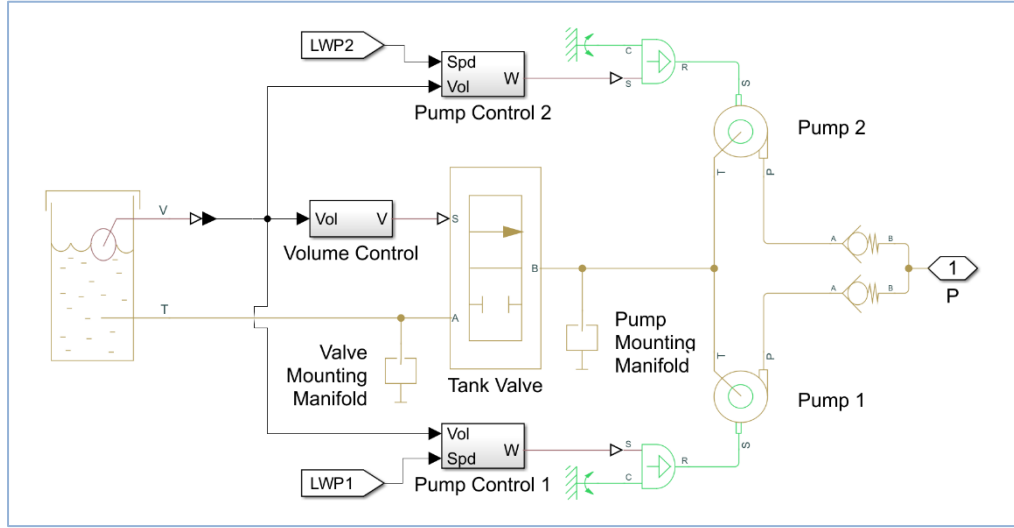 LWP2
Spd
Vol
W
Pump Control 2
S
C
R
S
Pump 2
T
P
V
Vol
V
Volume Control
S
A
B
A
B
1
P
B
A
T
A
Valve
Mounting
Manifold
Tank Valve
Pump
Mounting
Manifold
T
P
Pump 1
Vol
Spd
W
Pump Control 1
LWP1
S
C
R
S